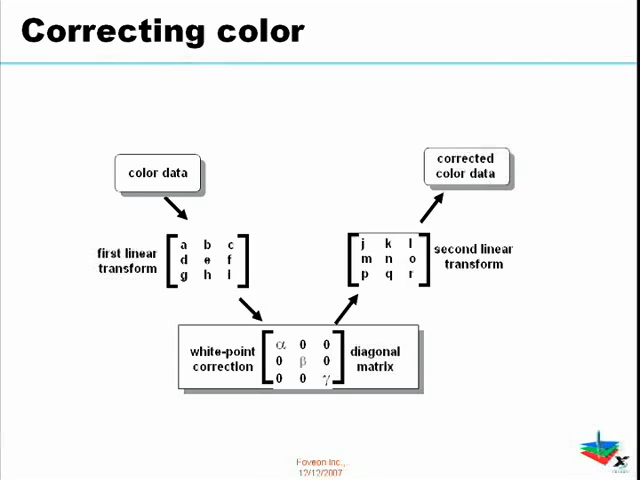 Correcting color
color data
corrected
color data
first linear
transform
a b c
d e f
g h i
j k l
m n o
p q r
second linear
transform
white-point
correction
α 0 0
0 β 0
0 0 γ
diagonal
matrix
Foveon Inc.,
12/12/2007
X